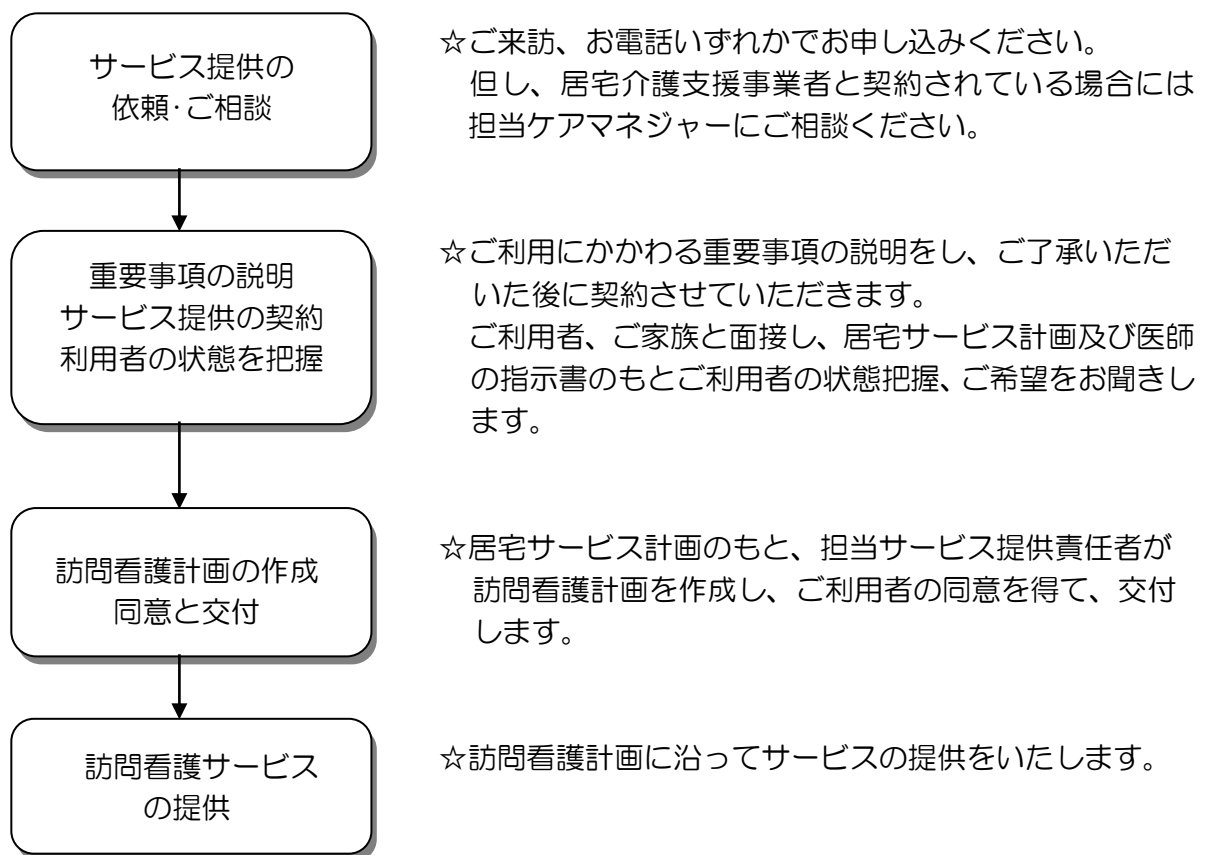 サービス提供の
依頼・ご相談
☆ご来訪、お電話いずれかでお申し込みください。
但し、居宅介護支援事業者と契約されている場合には
担当ケアマネジャーにご相談ください。
重要事項の説明
サービス提供の契約
利用者の状態を把握
☆ご利用にかかわる重要事項の説明をし、ご了承いただ
いた後に契約させていただきます。
ご利用者、ご家族と面接し、居宅サービス計画及び医師
の指示書のもとご利用者の状態把握、ご希望をお聞きし
ます。
訪問看護計画の作成
同意と交付
☆居宅サービス計画のもと、担当サービス提供責任者が
訪問看護計画を作成し、ご利用者の同意を得て、交付
します。
訪問看護サービス
の提供
☆訪問看護計画に沿ってサービスの提供をいたします。